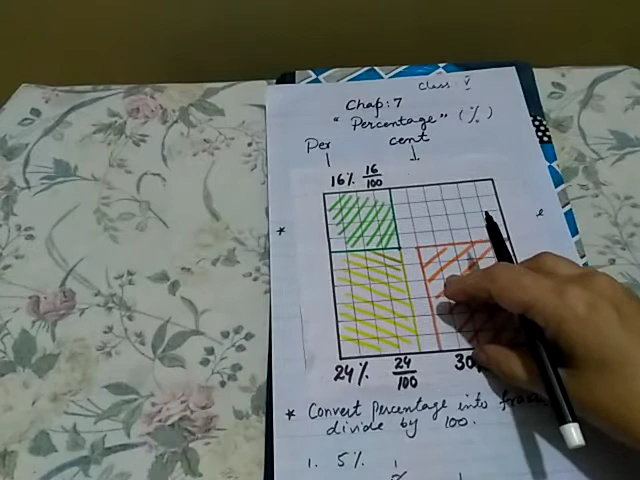 Class V
Chap: 7
"Percentage" (%)
Per cent
16% 16/100
*
24% 24/100 30
* Convert Percentage into
divide by 100.
1. 5%